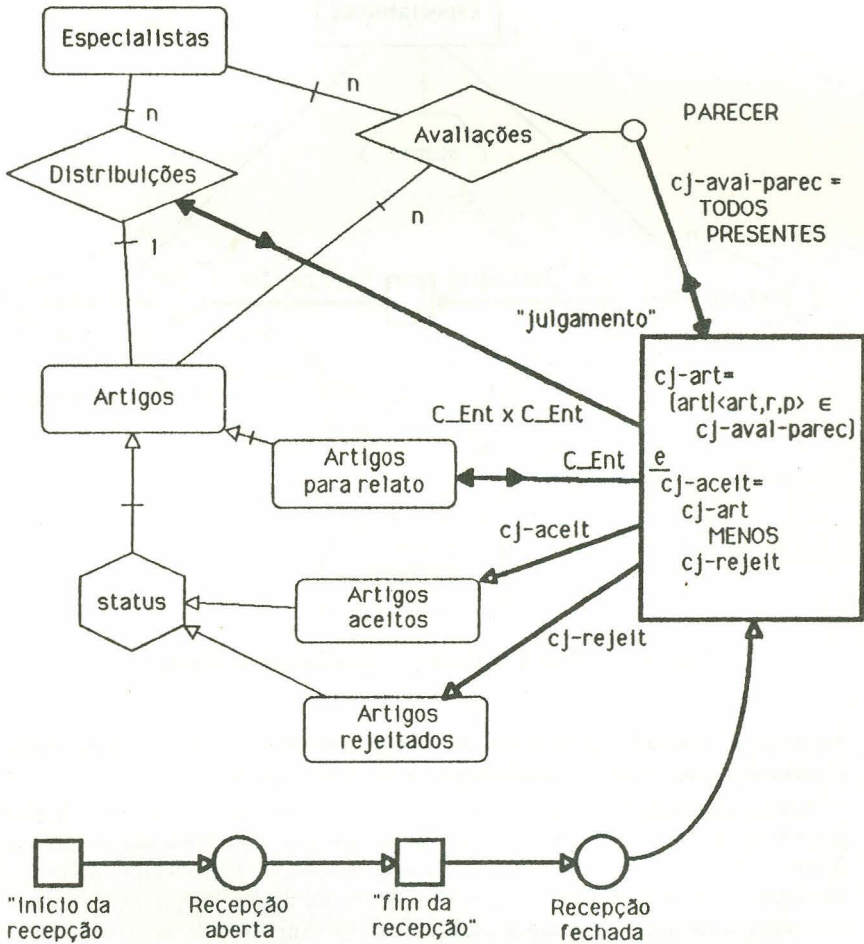 Especialistas
n
n
PARECER
Avaliações
Distribuições
cj-avai-parec =
TODOS
PRESENTES
n
1
"julgamento"
cj-art=
{art|<art,r,p> ∈
cj-aval-parec}
Artigos
C_Ent x C_Ent
Artigos
para relato
C_Ent
e
cj-aceit=
cj-art
MENOS
cj-rejeit
cj-aceit
status
Artigos
aceitos
cj-rejeit
Artigos
rejeitados
"início da
recepção
Recepção
aberta
"fim da
recepção"
Recepção
fechada